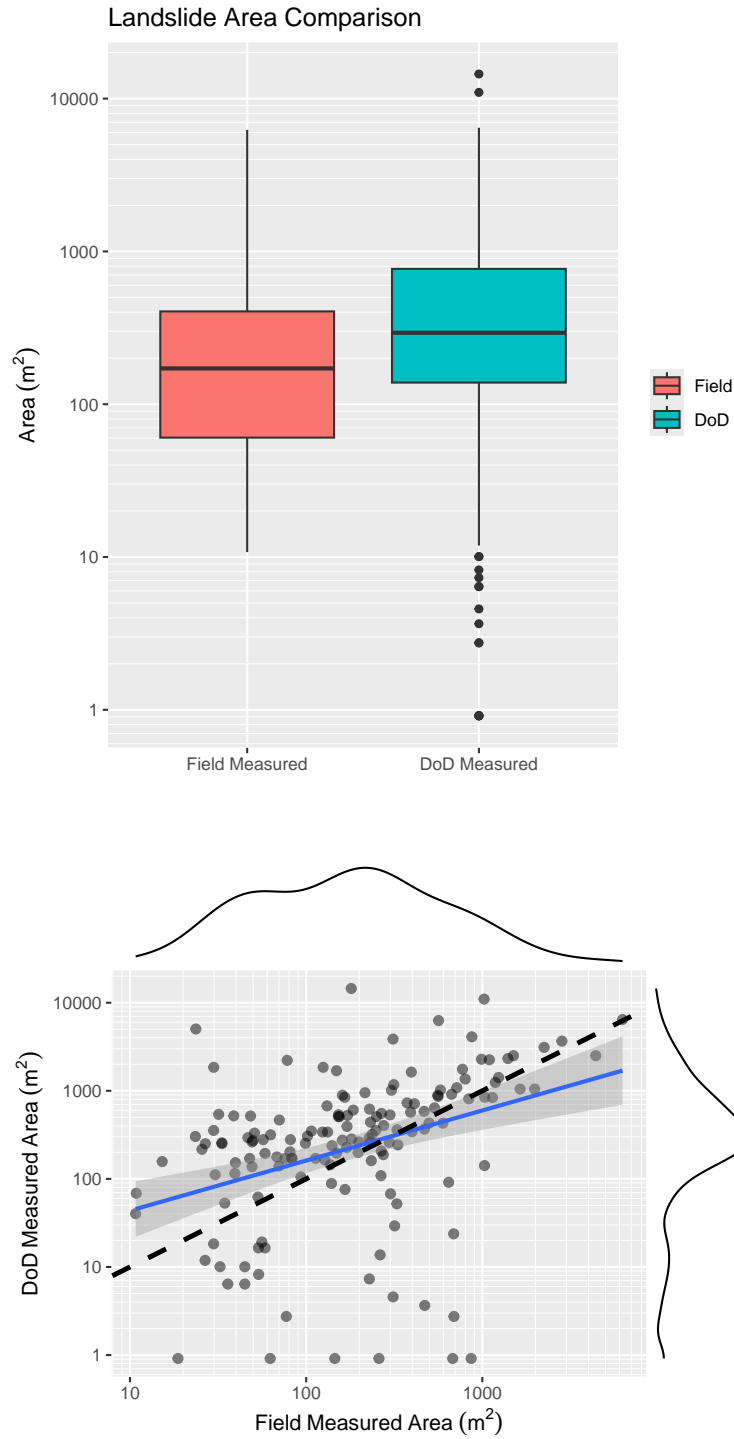 Landslide Area Comparison
Area (m²)
10000
1000
100
10
1
Field Measured
DoD Measured
Field
DoD
DoD Measured Area (m²)
10000
1000
100
10
1
10
100
1000
Field Measured Area (m²)